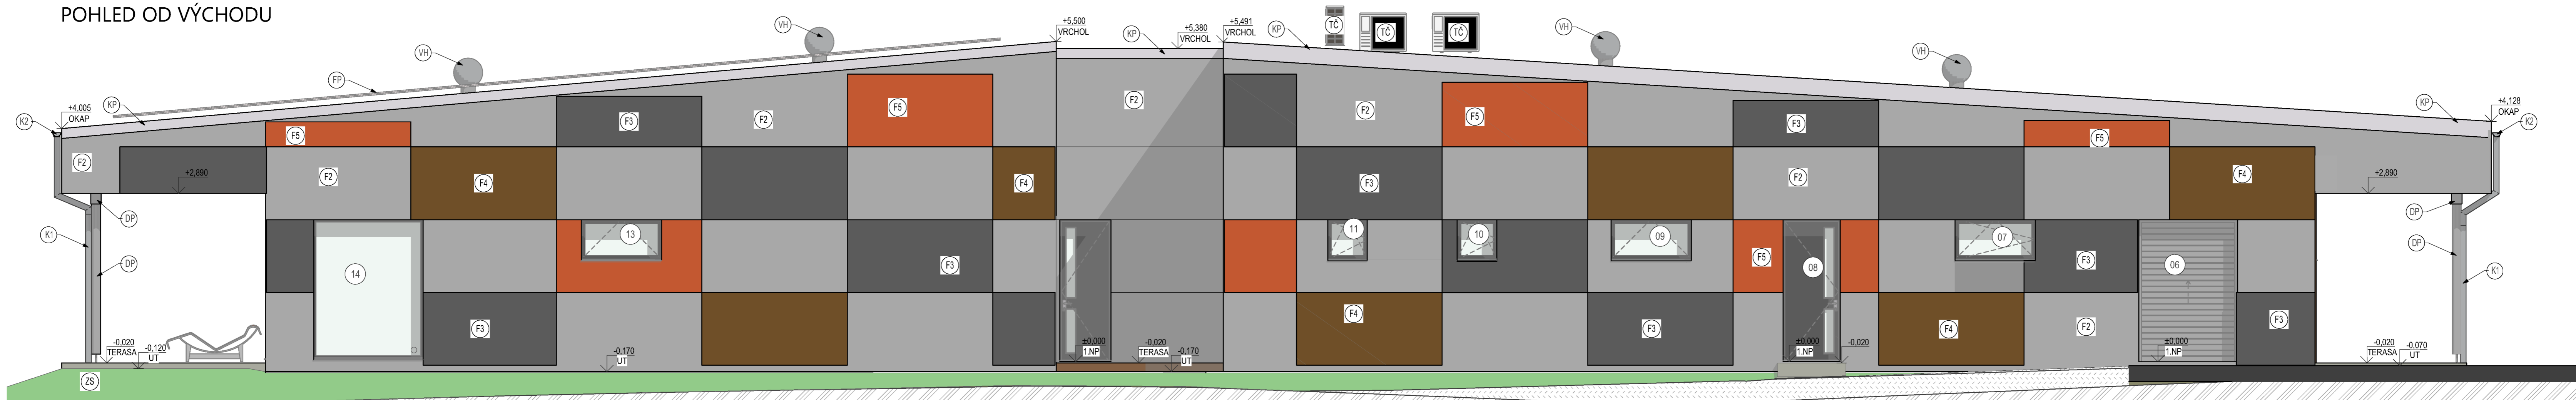 POHLED OD VÝCHODU
VH
VH
VH
VH
+5,500
VRCHOL
KP
+5,380
VRCHOL
+5,491
VRCHOL
KP
TČ
TČ
TČ
FP
KP
K2
+4,005
OKAP
KP
+4,128
OKAP
K2
F2
F5
F3
F2
F5
F2
F2
F5
F3
F5
+2,890
F2
F4
F4
F3
F2
F4
+2,890
DP
DP
K1
DP
14
13
F3
11
10
09
F5
08
07
F3
06
DP
K1
F3
F4
F3
F4
F2
F3
-0,020
TERASA
-0,120
UT
-0,170
UT
±0,000
1.NP
-0,020
TERASA
-0,170
UT
±0,000
1.NP
-0,020
±0,000
1.NP
-0,020
TERASA
-0,070
UT
ZS